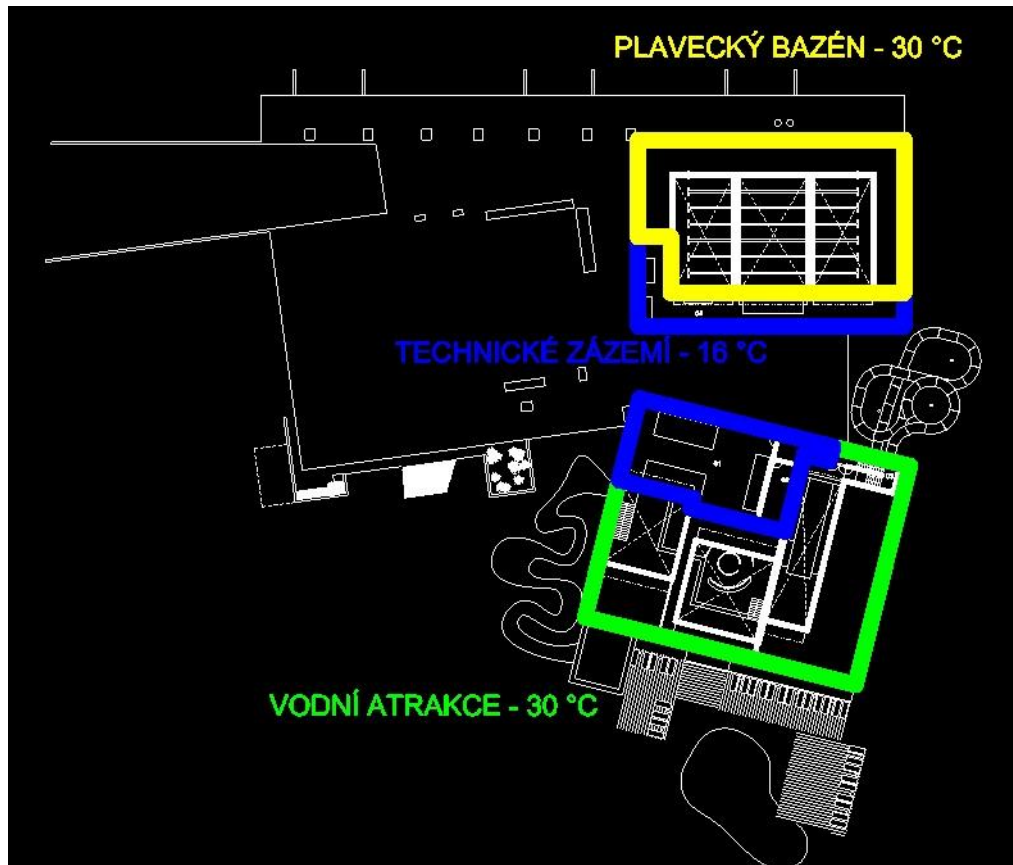 PLAVECKÝ BAZÉN - 30 °C
TECHNICKÉ ZÁZEMÍ - 16 °C
VODNÍ ATRAKCE - 30 °C